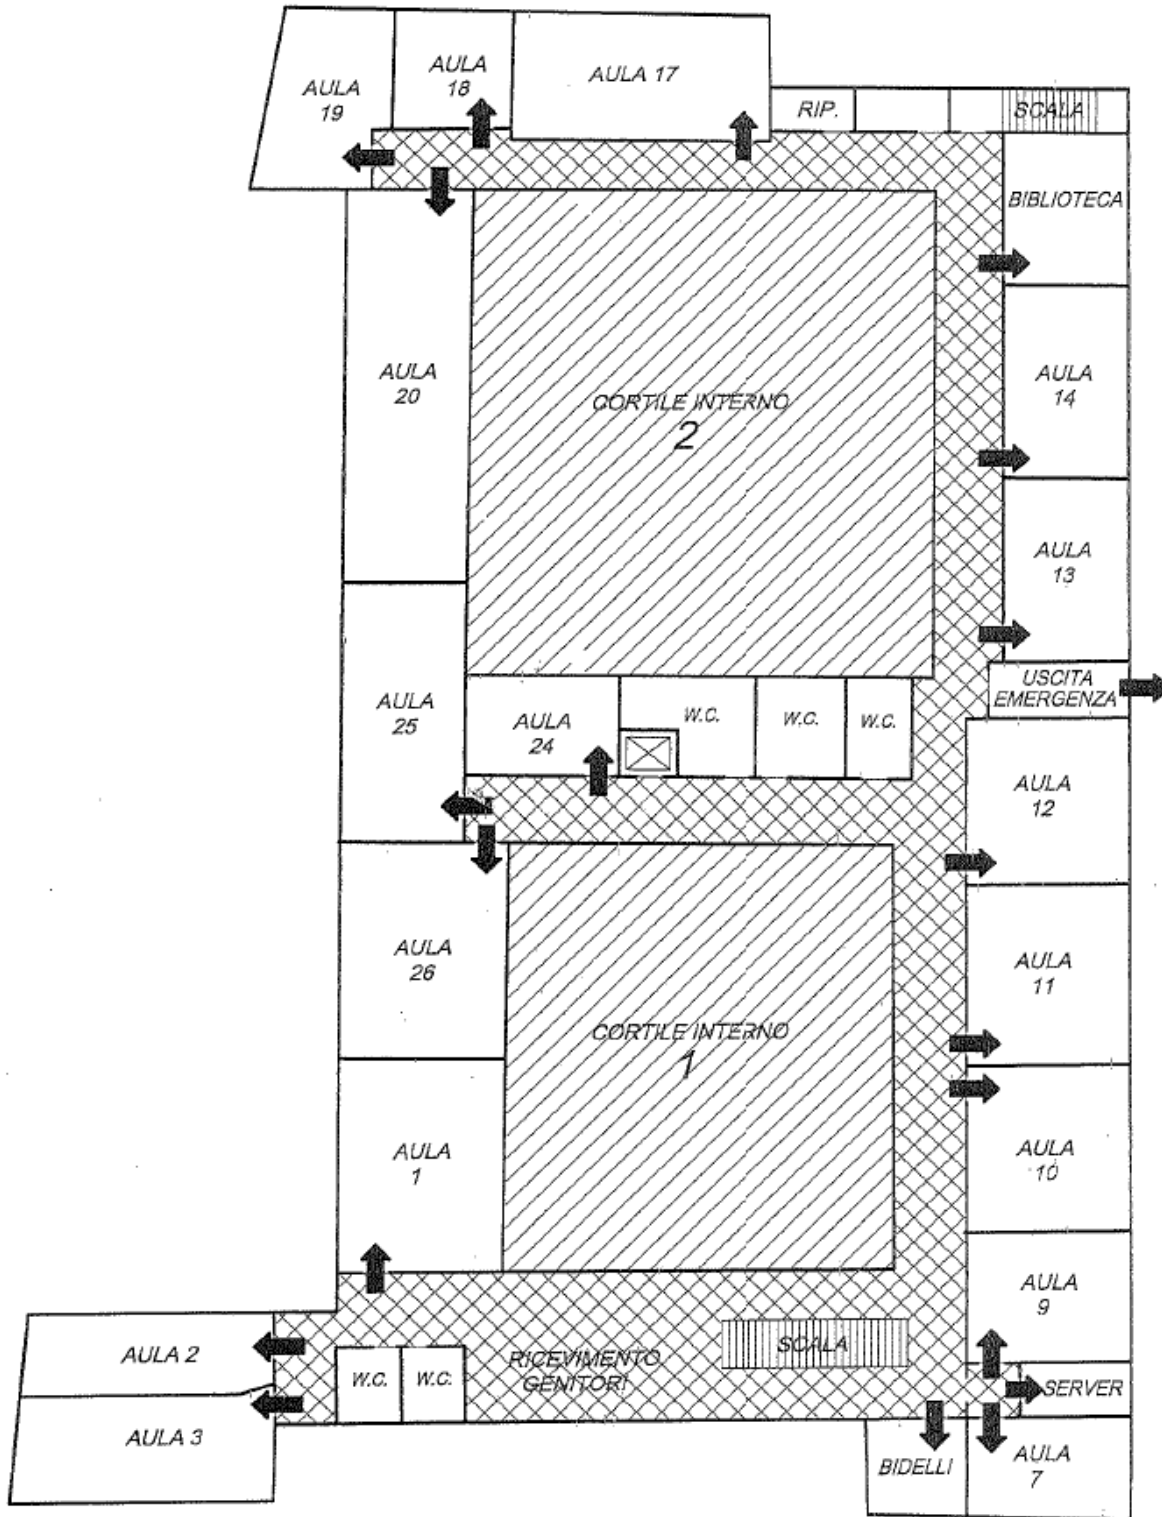 AULA
19
AULA
18
AULA 17
RIP.
SCALA
BIBLIOTECA
AULA
20
CORTILE INTERNO
2
AULA
14
AULA
13
USCITA
EMERGENZA
AULA
25
AULA
24
W.C.
W.C.
W.C.
AULA
12
AULA
26
CORTILE INTERNO
1
AULA
11
AULA
1
AULA
10
AULA
9
AULA 2
W.C.
W.C.
RICEVIMENTO
GENITORI
SCALA
SERVER
AULA 3
BIDELLI
AULA
7